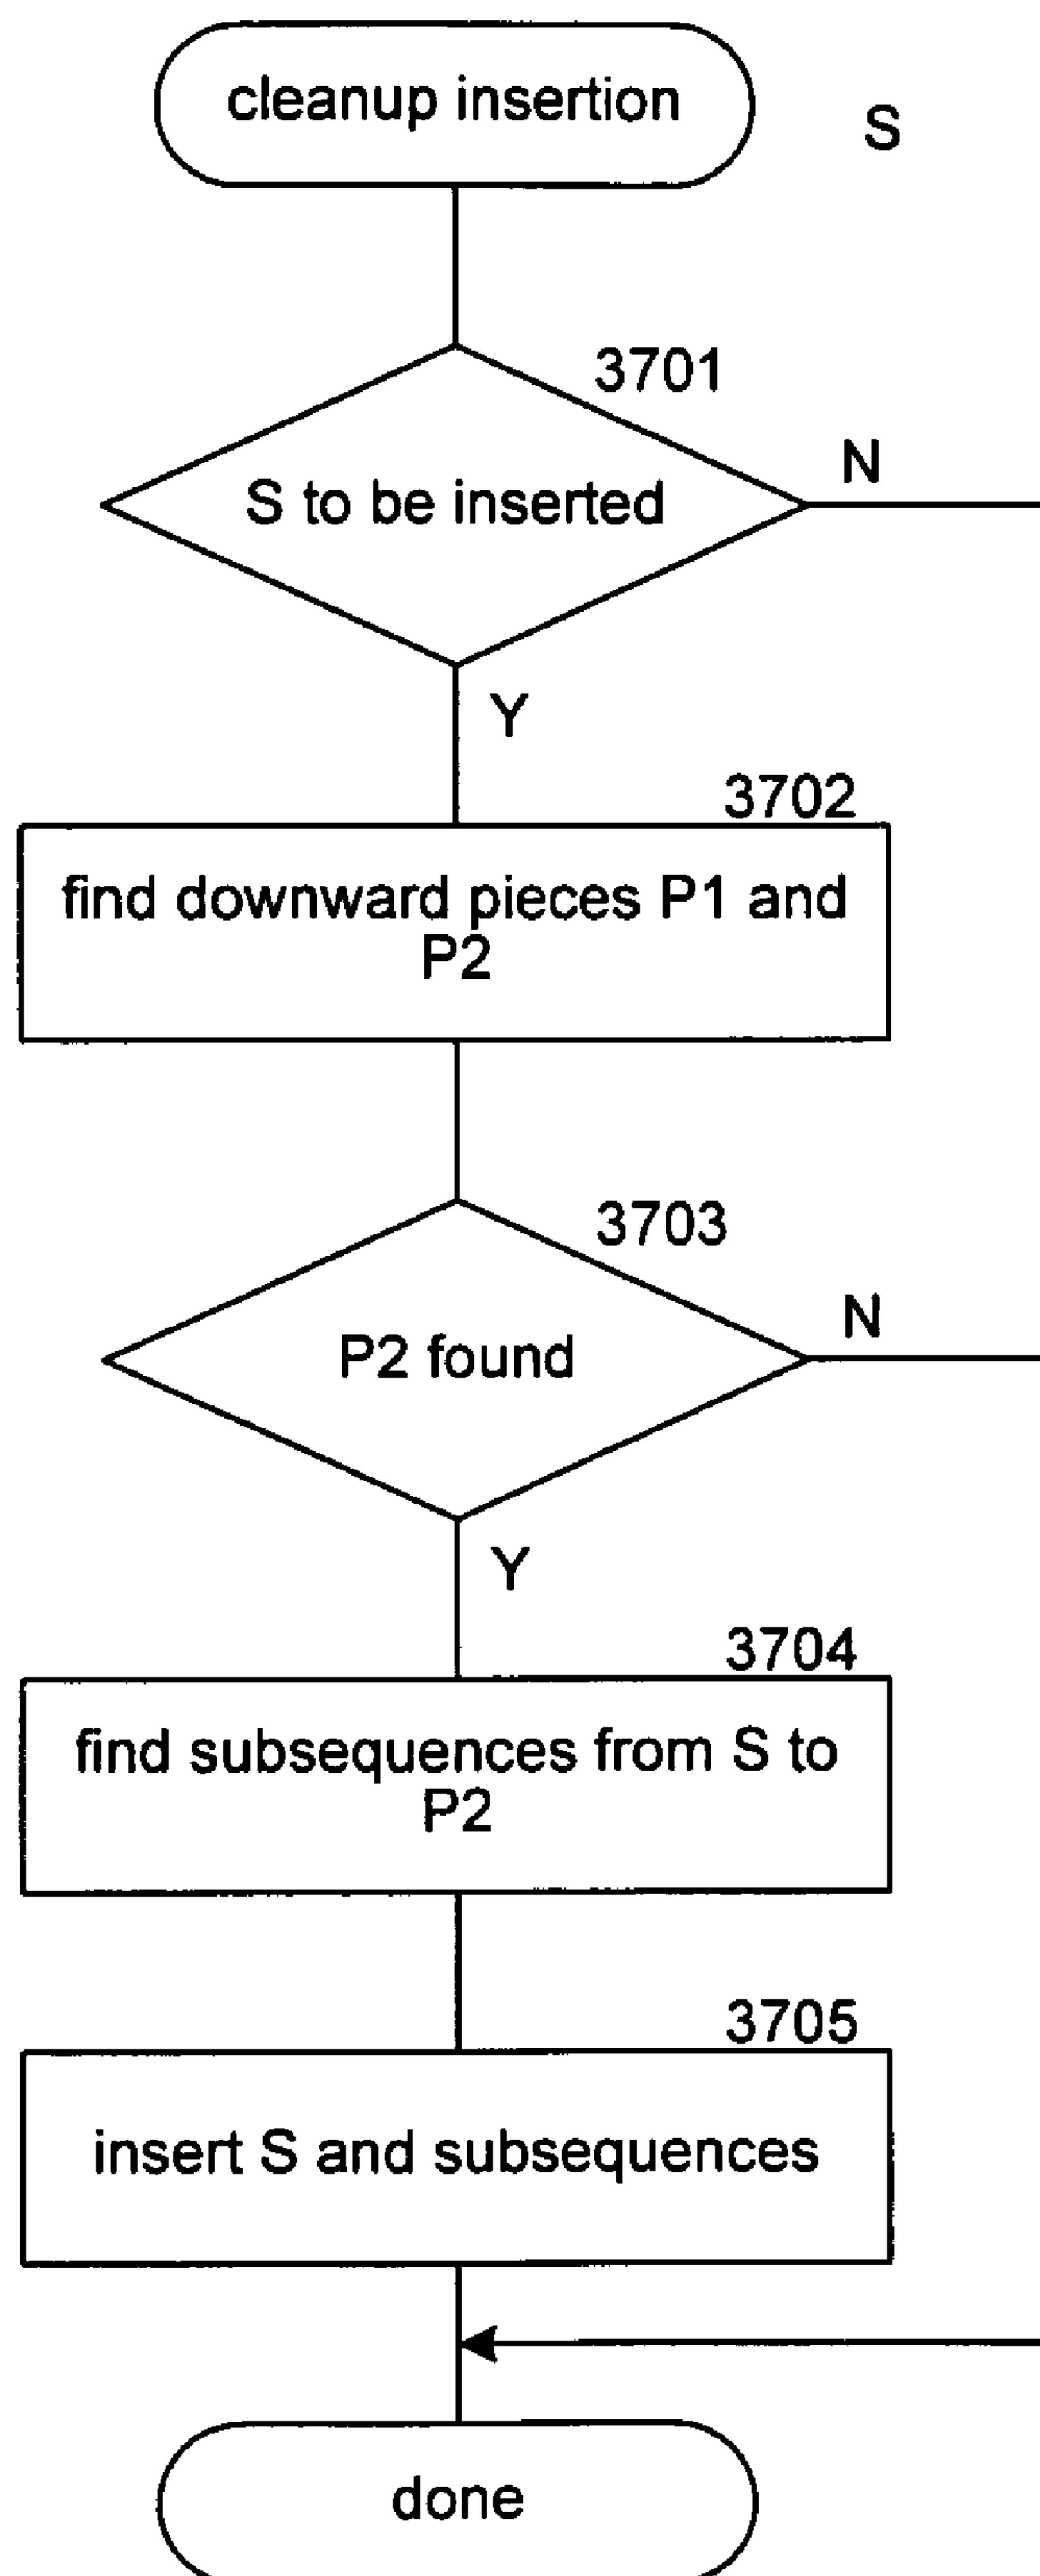 cleanup insertion
S
3701
S to be inserted
N
Y
3702
find downward pieces P1 and
P2
3703
P2 found
N
Y
3704
find subsequences from S to
P2
3705
insert S and subsequences
done